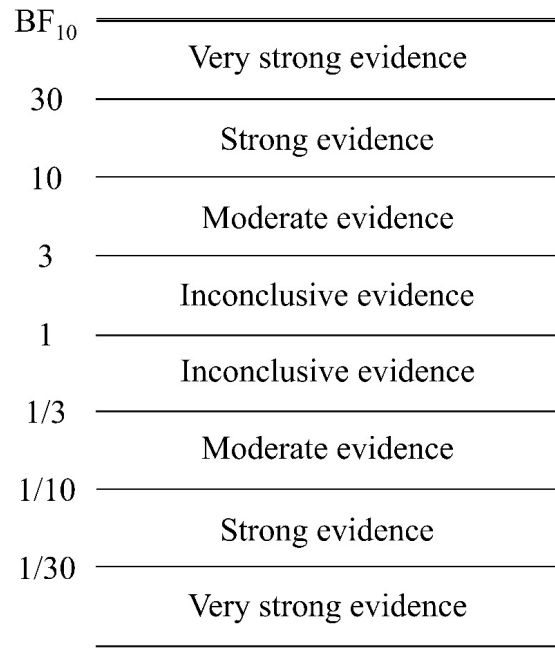 BF₁₀
Very strong evidence
30
Strong evidence
10
Moderate evidence
3
Inconclusive evidence
1
Inconclusive evidence
1/3
Moderate evidence
1/10
Strong evidence
1/30
Very strong evidence